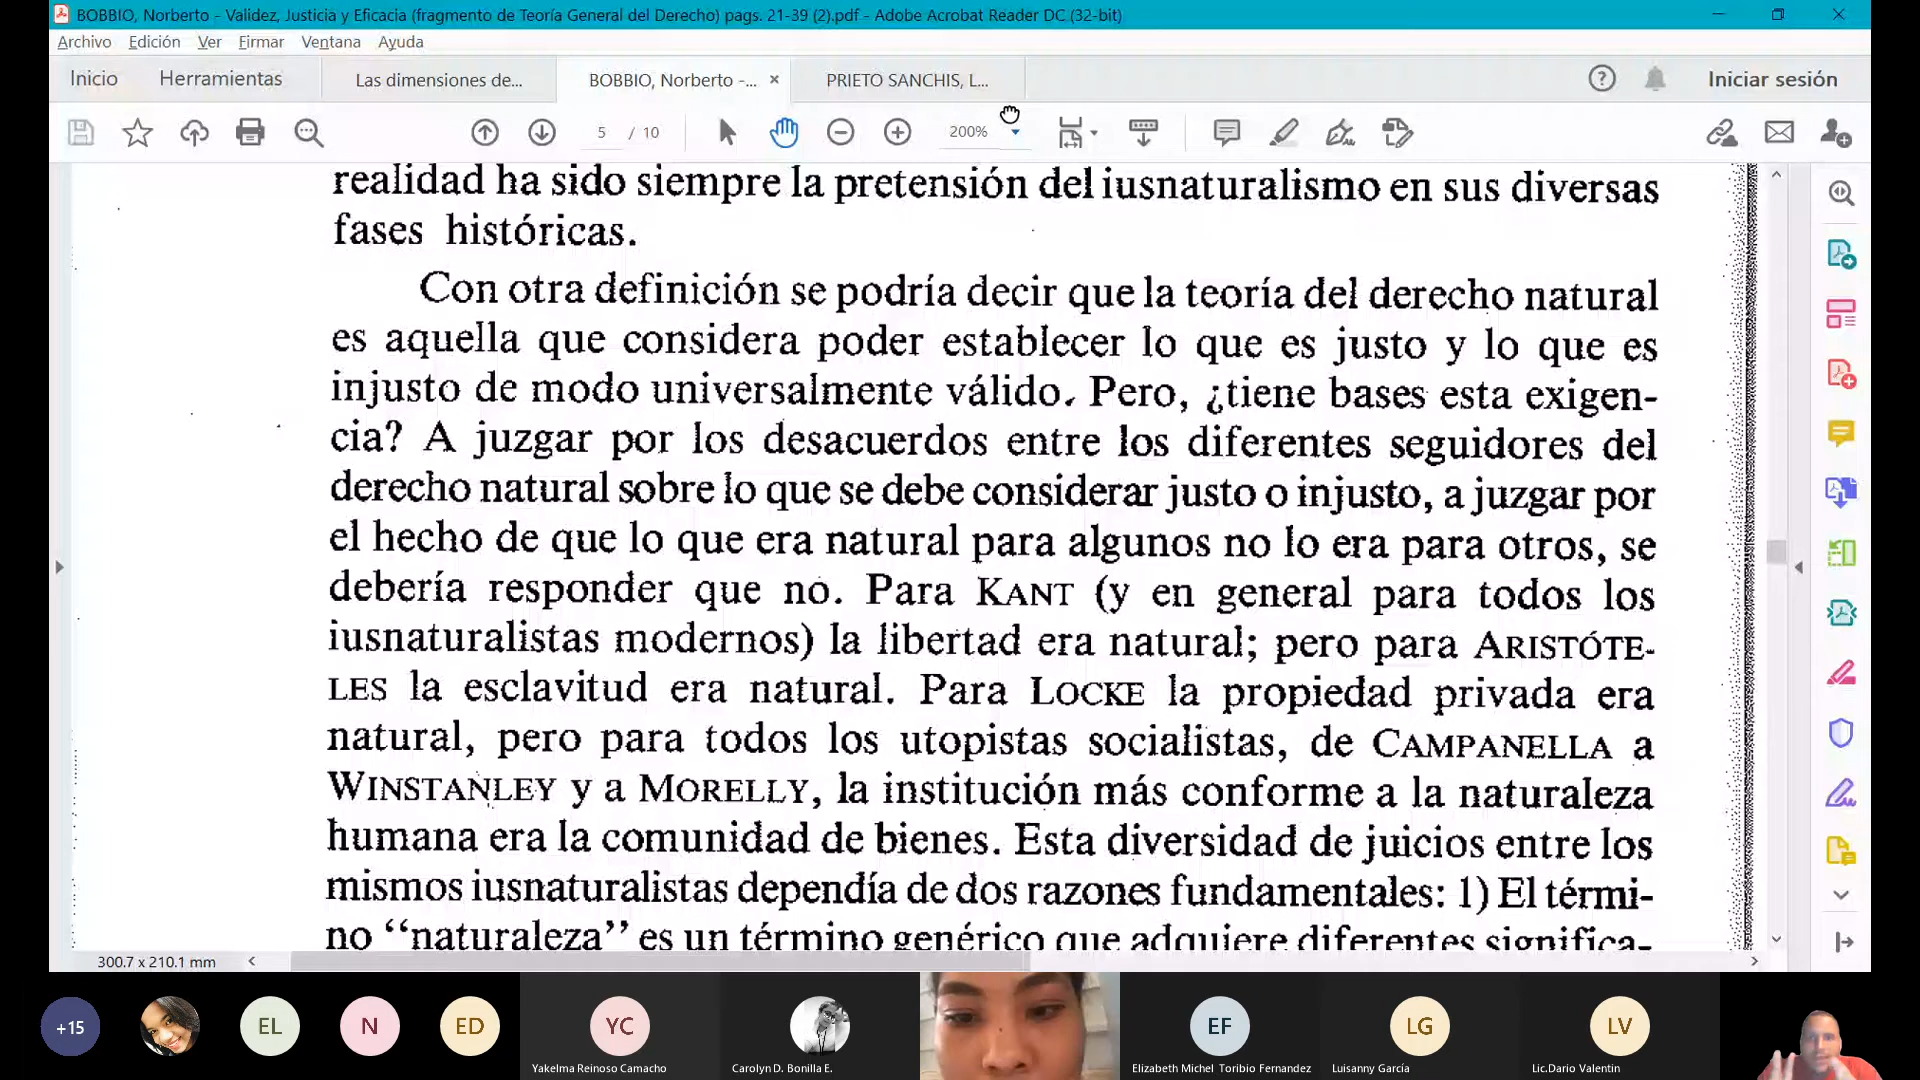 BOBBIO, Norberto - Validez, Justicia y Eficacia (fragmento de Teoría General del Derecho) pags. 21-39 (2).pdf - Adobe Acrobat Reader DC (32-bit)
Archivo Edición Ver Firmar Ventana Ayuda
Inicio Herramientas Las dimensiones de... BOBBIO, Norberto -... × PRIETO SANCHIS, L... Iniciar sesión
5 / 10 200%
realidad ha sido siempre la pretensión del iusnaturalismo en sus diversas
fases históricas.
Con otra definición se podría decir que la teoría del derecho natural
es aquella que considera poder establecer lo que es justo y lo que es
injusto de modo universalmente válido. Pero, ¿tiene bases esta exigen-
cia? A juzgar por los desacuerdos entre los diferentes seguidores del
derecho natural sobre lo que se debe considerar justo o injusto, a juzgar por
el hecho de que lo que era natural para algunos no lo era para otros, se
debería responder que no. Para KANT (y en general para todos los
iusnaturalistas modernos) la libertad era natural; pero para ARISTÓTE-
LES la esclavitud era natural. Para LOCKE la propiedad privada era
natural, pero para todos los utopistas socialistas, de CAMPANELLA a
WINSTANLEY y a MORELLY, la institución más conforme a la naturaleza
humana era la comunidad de bienes. Esta diversidad de juicios entre los
mismos iusnaturalistas dependía de dos razones fundamentales: 1) El térmi-
no “naturaleza” es un término genérico que adquiere diferentes significa-
300.7 x 210.1 mm
+15 EL N ED YC EF LG LV
Yakelma Reinoso Camacho Carolyn D. Bonilla E. Elizabeth Michel Toribio Fernandez Luisanny García Lic.Dario Valentin